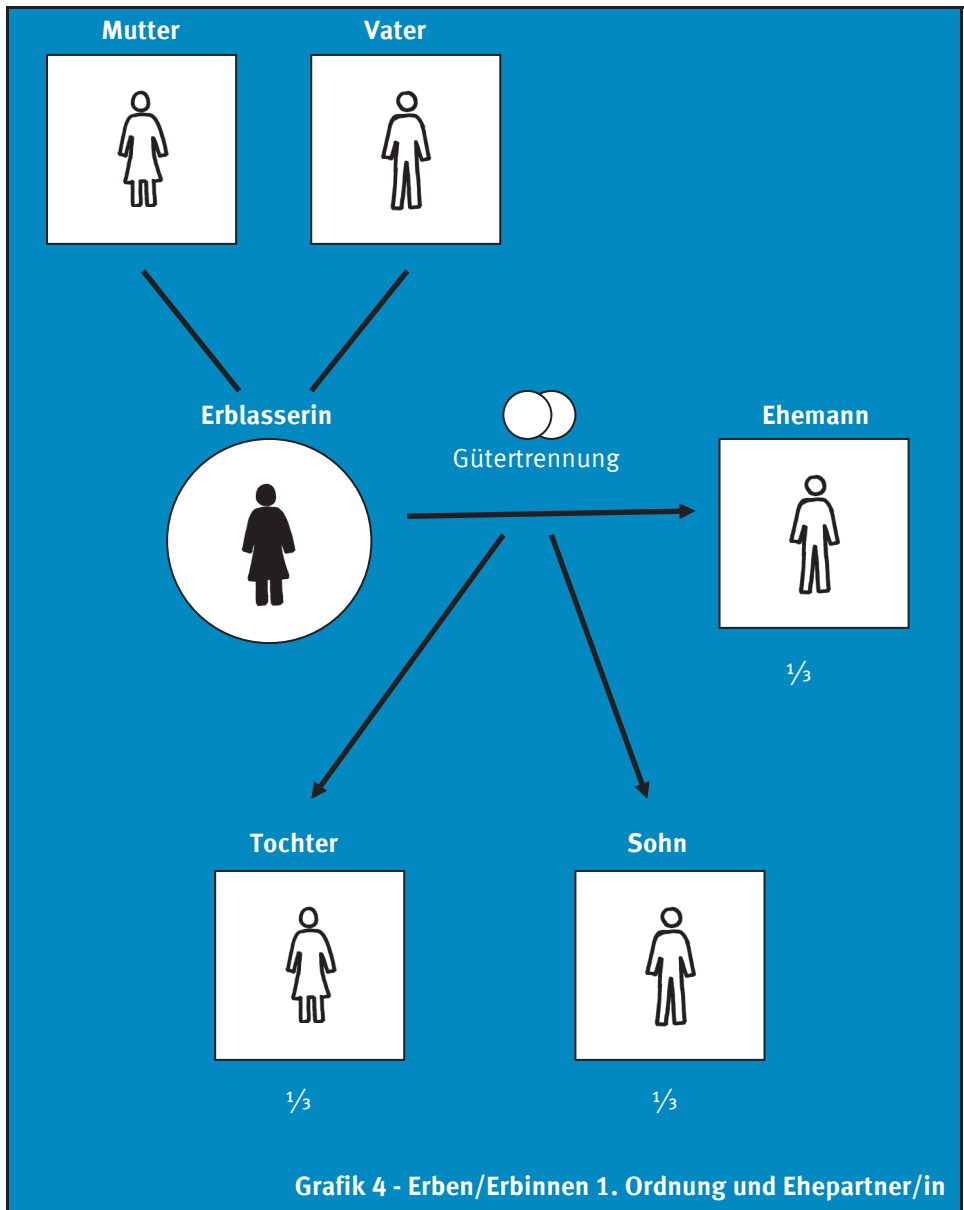 Mutter
Vater
Erblasserin
Gütertrennung
Ehemann
⅓
Tochter
Sohn
⅓
⅓
Grafik 4 - Erben/Erbinnen 1. Ordnung und Ehepartner/in